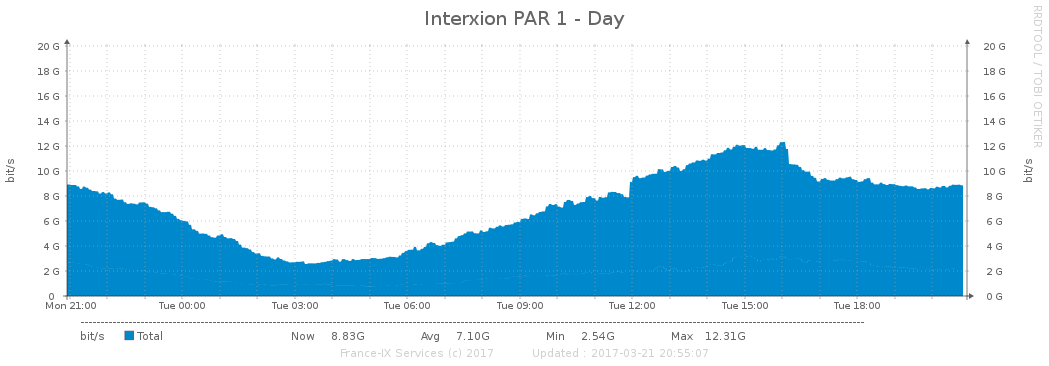 Interxion PAR 1 - Day
RRDTOOL / TOBI OETIKER
bit/s
20 G
18 G
16 G
14 G
12 G
10 G
8 G
6 G
4 G
2 G
0
20 G
18 G
16 G
14 G
12 G
10 G
8 G
6 G
4 G
2 G
0 G
bit/s
Mon 21:00 Tue 00:00 Tue 03:00 Tue 06:00 Tue 09:00 Tue 12:00 Tue 15:00 Tue 18:00
bit/s Total Now 8.83G Avg 7.10G Min 2.54G Max 12.31G
France-IX Services (c) 2017 Updated : 2017-03-21 20:55:07